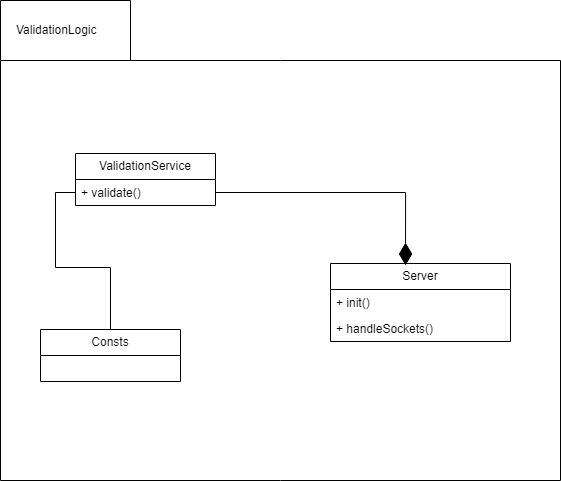 ValidationLogic
ValidationService
+ validate()
Server
+ init()
+ handleSockets()
Consts